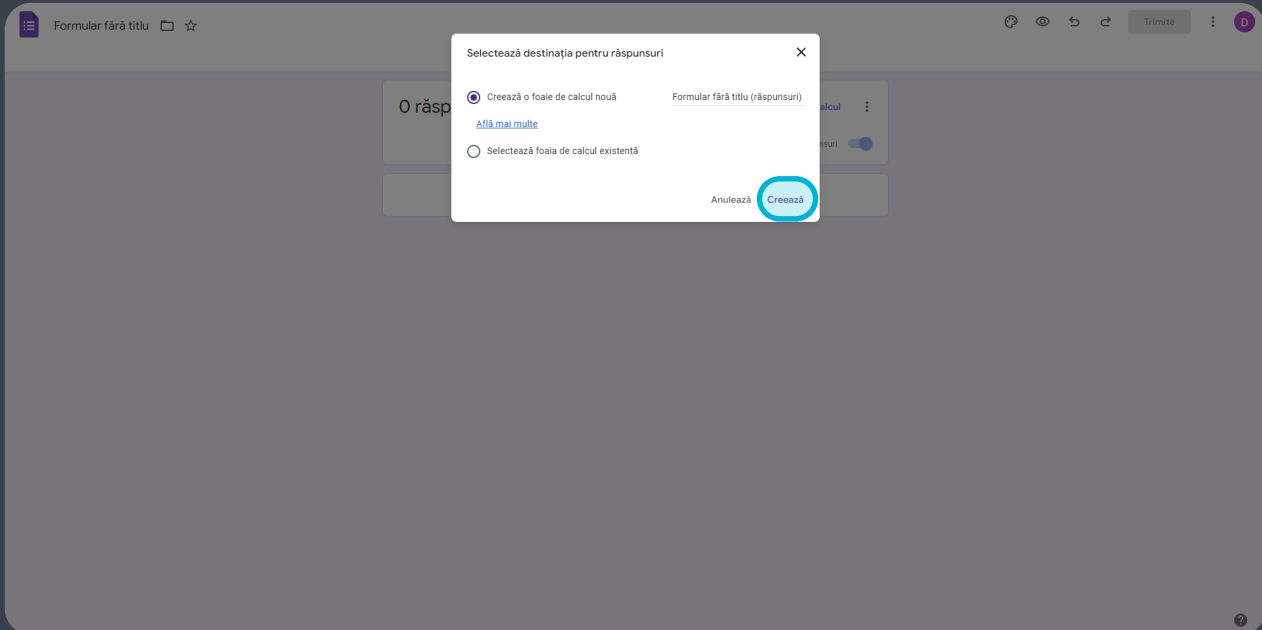 Formular fără titlu
Trimite
D
Selectează destinația pentru răspunsuri
0 răsp
Creează o foaie de calcul nouă
Formular fără titlu (răspunsuri)
alcul
Află mai multe
nsuri
Selectează foaia de calcul existentă
Anulează
Creează
?